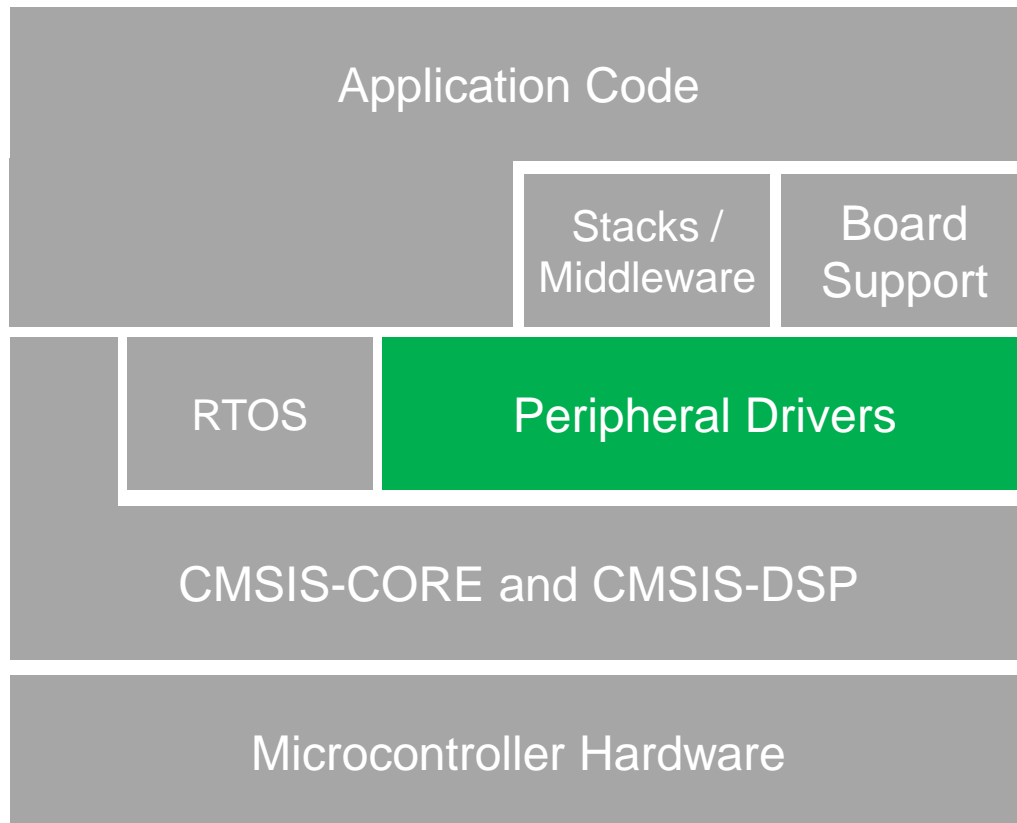 Application Code
Stacks /
Middleware
Board
Support
RTOS
Peripheral Drivers
CMSIS-CORE and CMSIS-DSP
Microcontroller Hardware